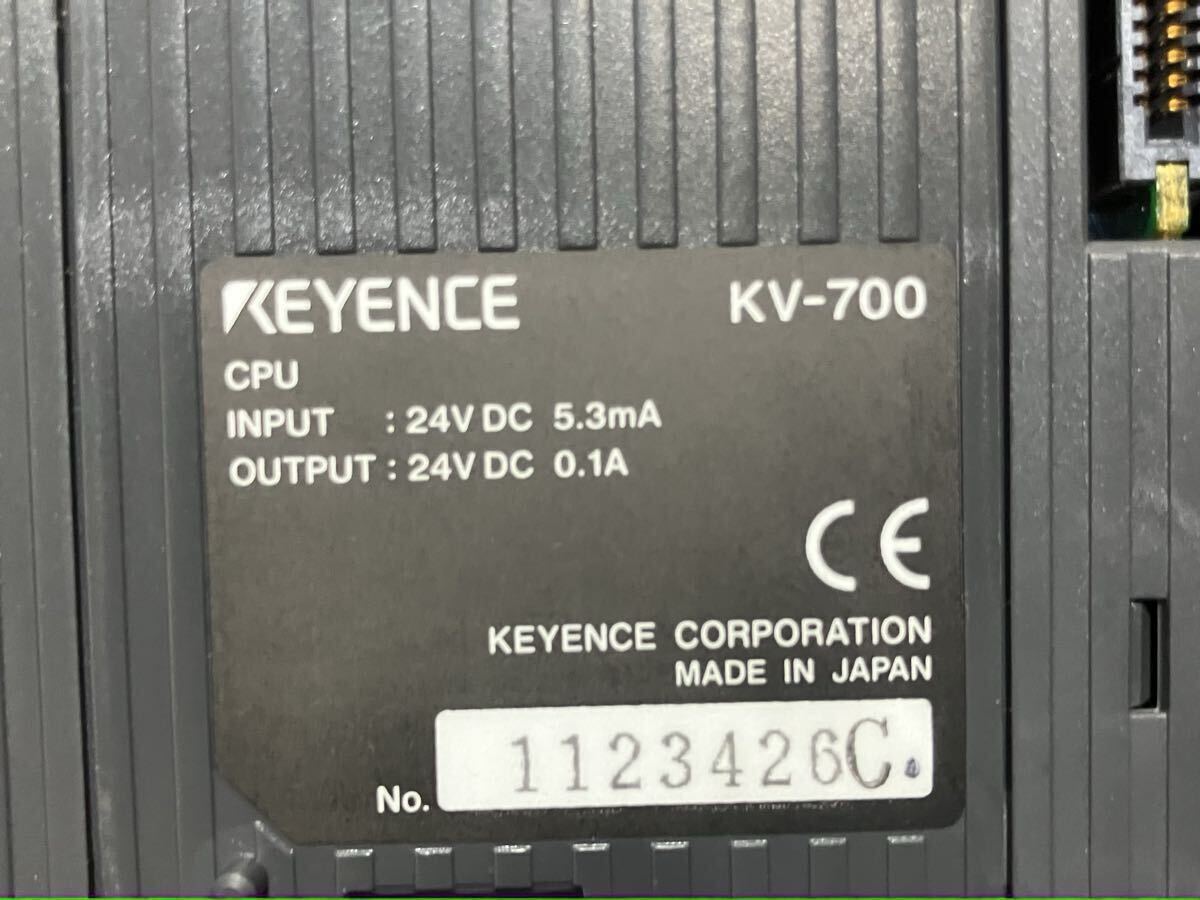 KEYENCE KV-700
CPU
INPUT : 24V DC 5.3mA
OUTPUT : 24V DC 0.1A
CE
KEYENCE CORPORATION
MADE IN JAPAN
No. 1123426C.